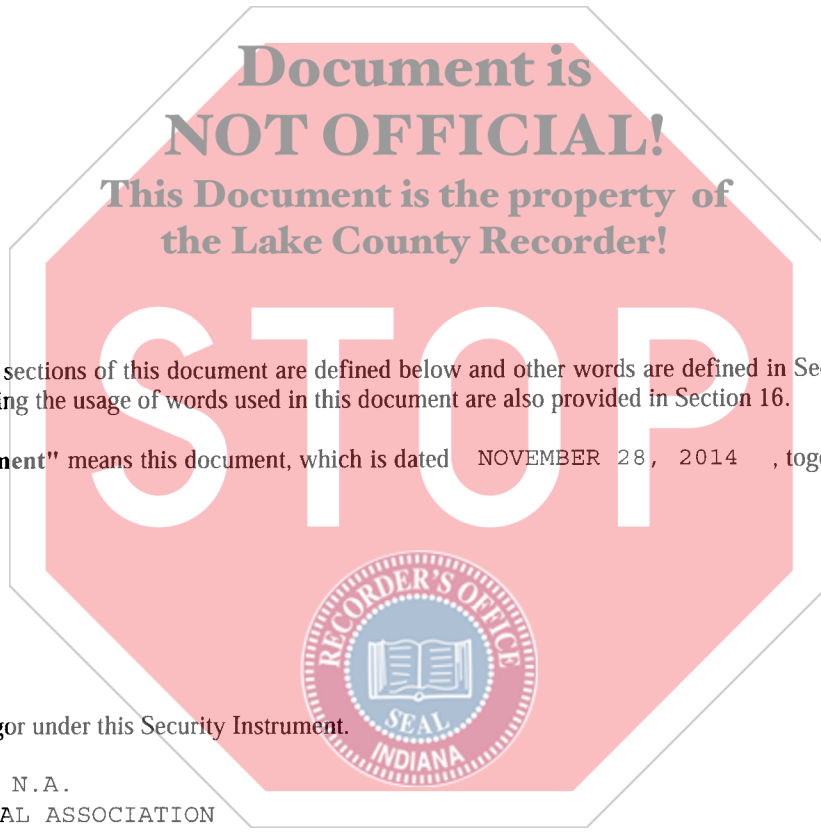 Document is
NOT OFFICIAL!
This Document is the property of
the Lake County Recorder!
STOP
sections of this document are defined below and other words are defined in Sec
ing the usage of words used in this document are also provided in Section 16.
ment" means this document, which is dated NOVEMBER 28, 2014 , toge
RECORDER'S OFFICE
SEAL
INDIANA
gor under this Security Instrument.
N.A.
AL ASSOCIATION